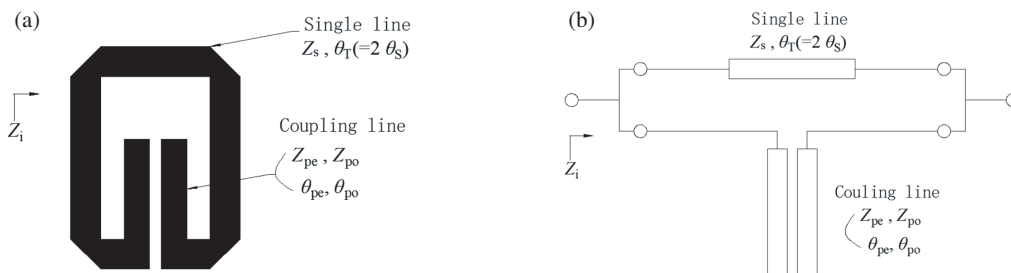 (a)
Single line
Zs , θT(=2 θS)
Zi
Coupling line
Zpe , Zpo
θpe, θpo
(b)
Single line
Zs , θT(=2 θS)
Zi
Couling line
Zpe , Zpo
θpe, θpo